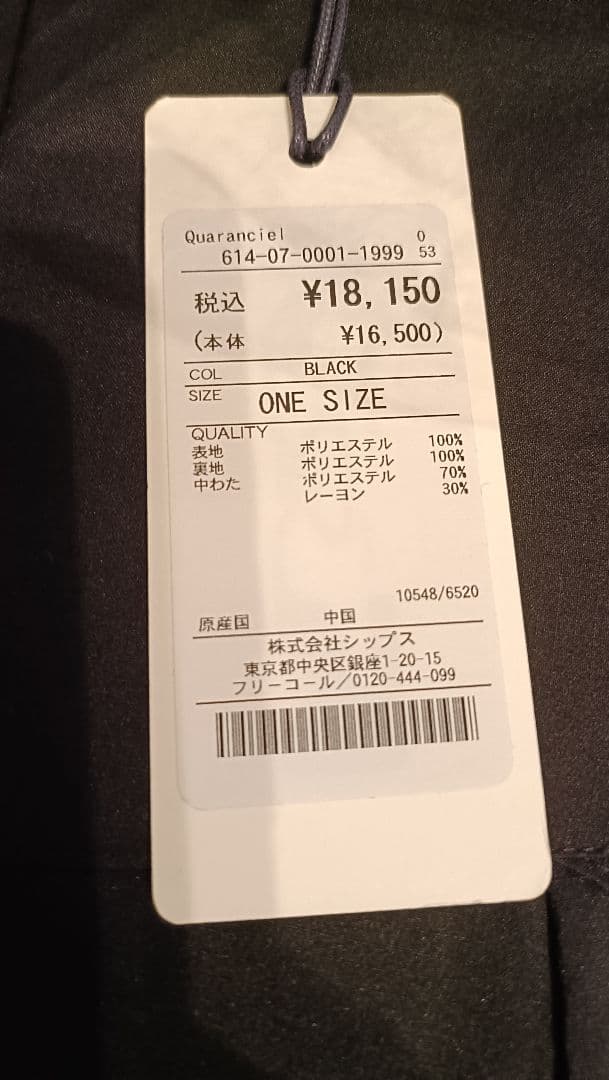 Quaranciel 0
614-07-0001-1999 53
税込 ¥18,150
(本体 ¥16,500)
COL BLACK
SIZE ONE SIZE
QUALITY
表地 ポリエステル 100%
裏地 ポリエステル 100%
中わた ポリエステル 70%
レーヨン 30%
10548/6520
原産国 中国
株式会社シップス
東京都中央区銀座1-20-15
フリーコール/0120-444-099